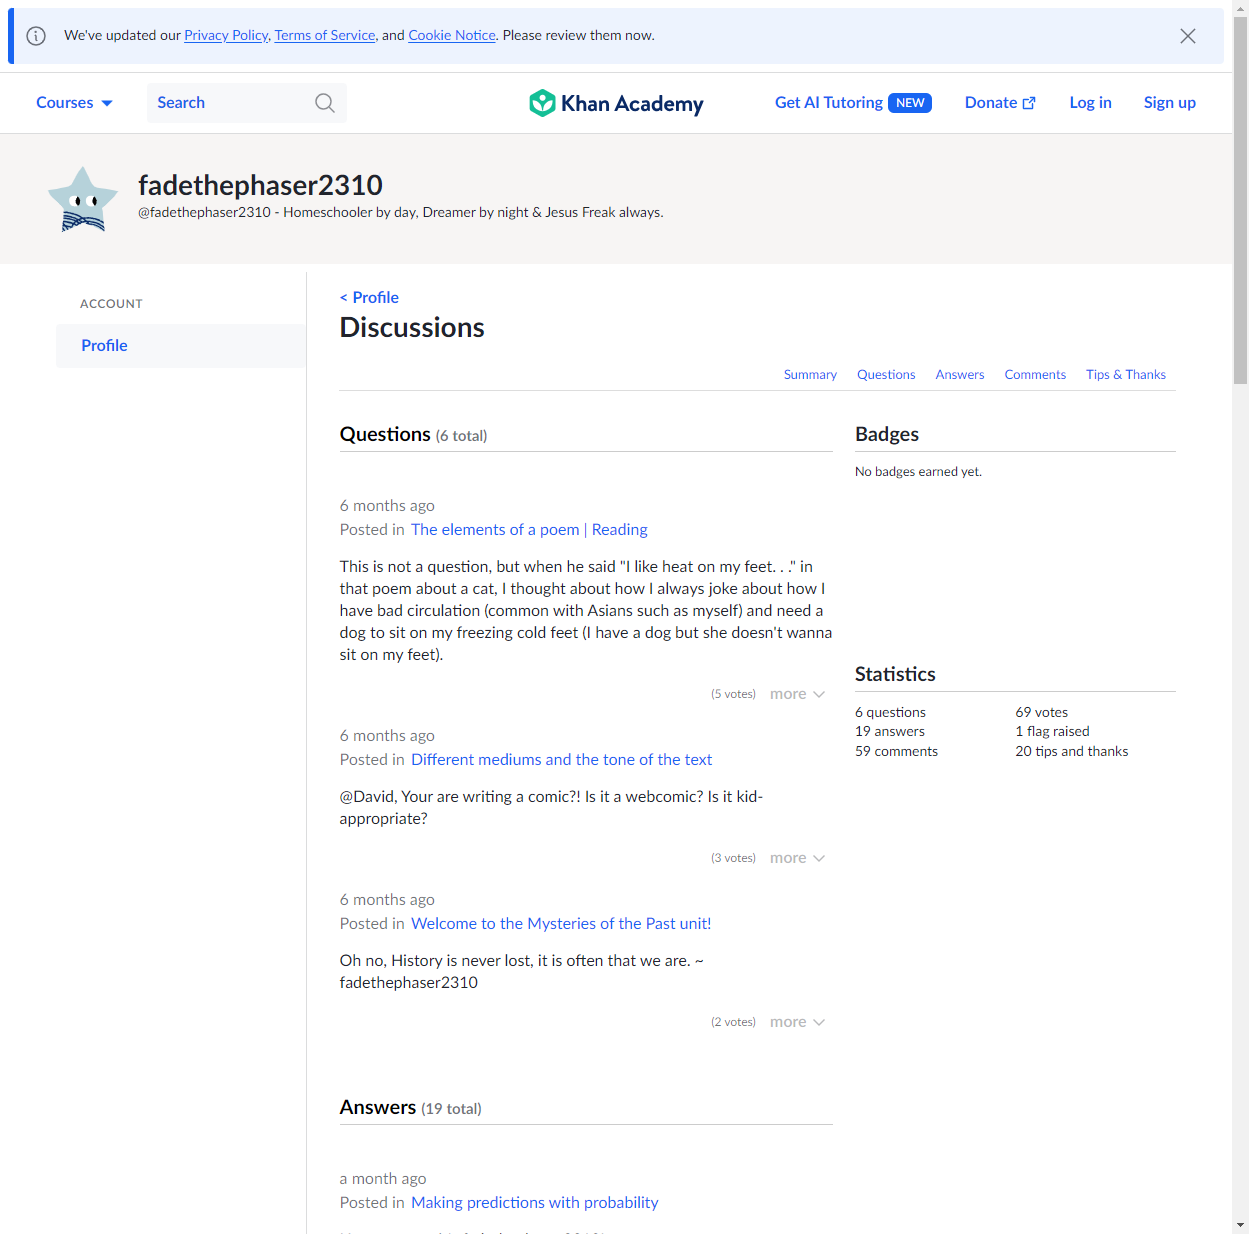 We've updated our Privacy Policy, Terms of Service, and Cookie Notice. Please review them now.
Courses
Search
Khan Academy
Get AI Tutoring NEW
Donate
Log in
Sign up
fadethephaser2310
@fadethephaser2310 - Homeschooler by day, Dreamer by night & Jesus Freak always.
ACCOUNT
Profile
< Profile
Discussions
Summary
Questions
Answers
Comments
Tips & Thanks
Questions (6 total)
6 months ago
Posted in The elements of a poem | Reading
This is not a question, but when he said "I like heat on my feet. . ." in
that poem about a cat, I thought about how I always joke about how I
have bad circulation (common with Asians such as myself) and need a
dog to sit on my freezing cold feet (I have a dog but she doesn't wanna
sit on my feet).
(5 votes) more
6 months ago
Posted in Different mediums and the tone of the text
@David, Your are writing a comic?! Is it a webcomic? Is it kid-
appropriate?
(3 votes) more
6 months ago
Posted in Welcome to the Mysteries of the Past unit!
Oh no, History is never lost, it is often that we are. ~
fadethephaser2310
(2 votes) more
Answers (19 total)
a month ago
Posted in Making predictions with probability
Badges
No badges earned yet.
Statistics
6 questions
69 votes
19 answers
1 flag raised
59 comments
20 tips and thanks